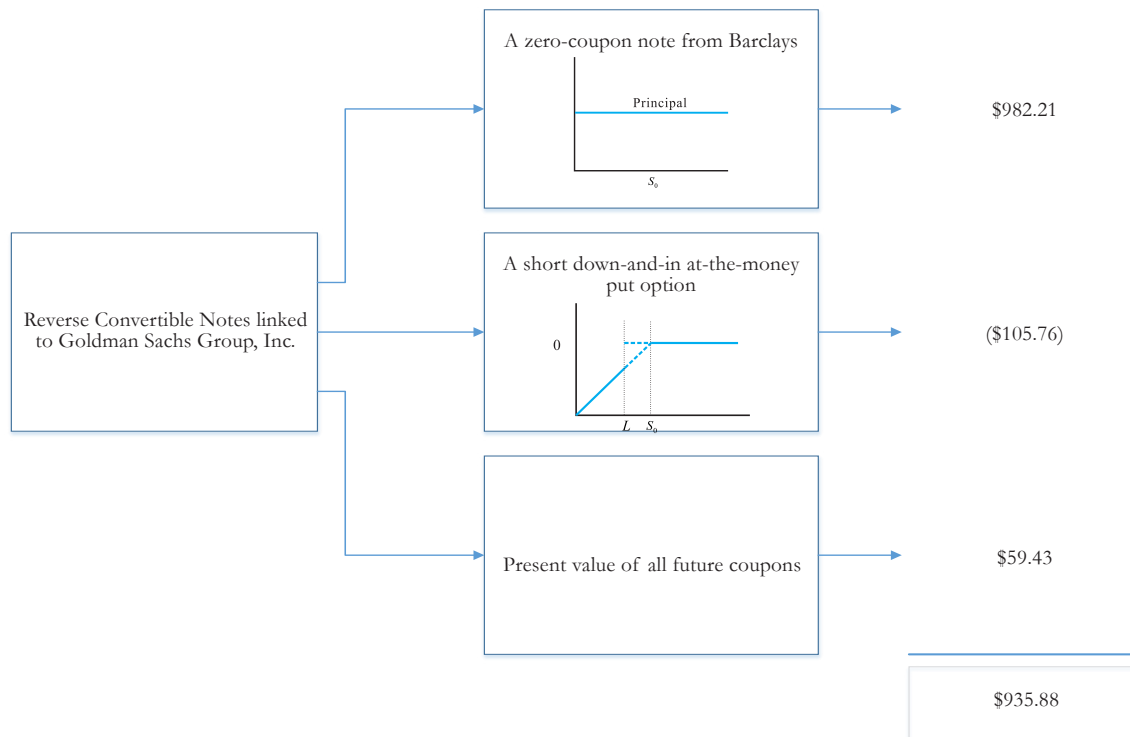 A zero-coupon note from Barclays
Principal
S₀
$982.21
Reverse Convertible Notes linked
to Goldman Sachs Group, Inc.
A short down-and-in at-the-money
put option
0
L S₀
($105.76)
Present value of all future coupons
$59.43
$935.88